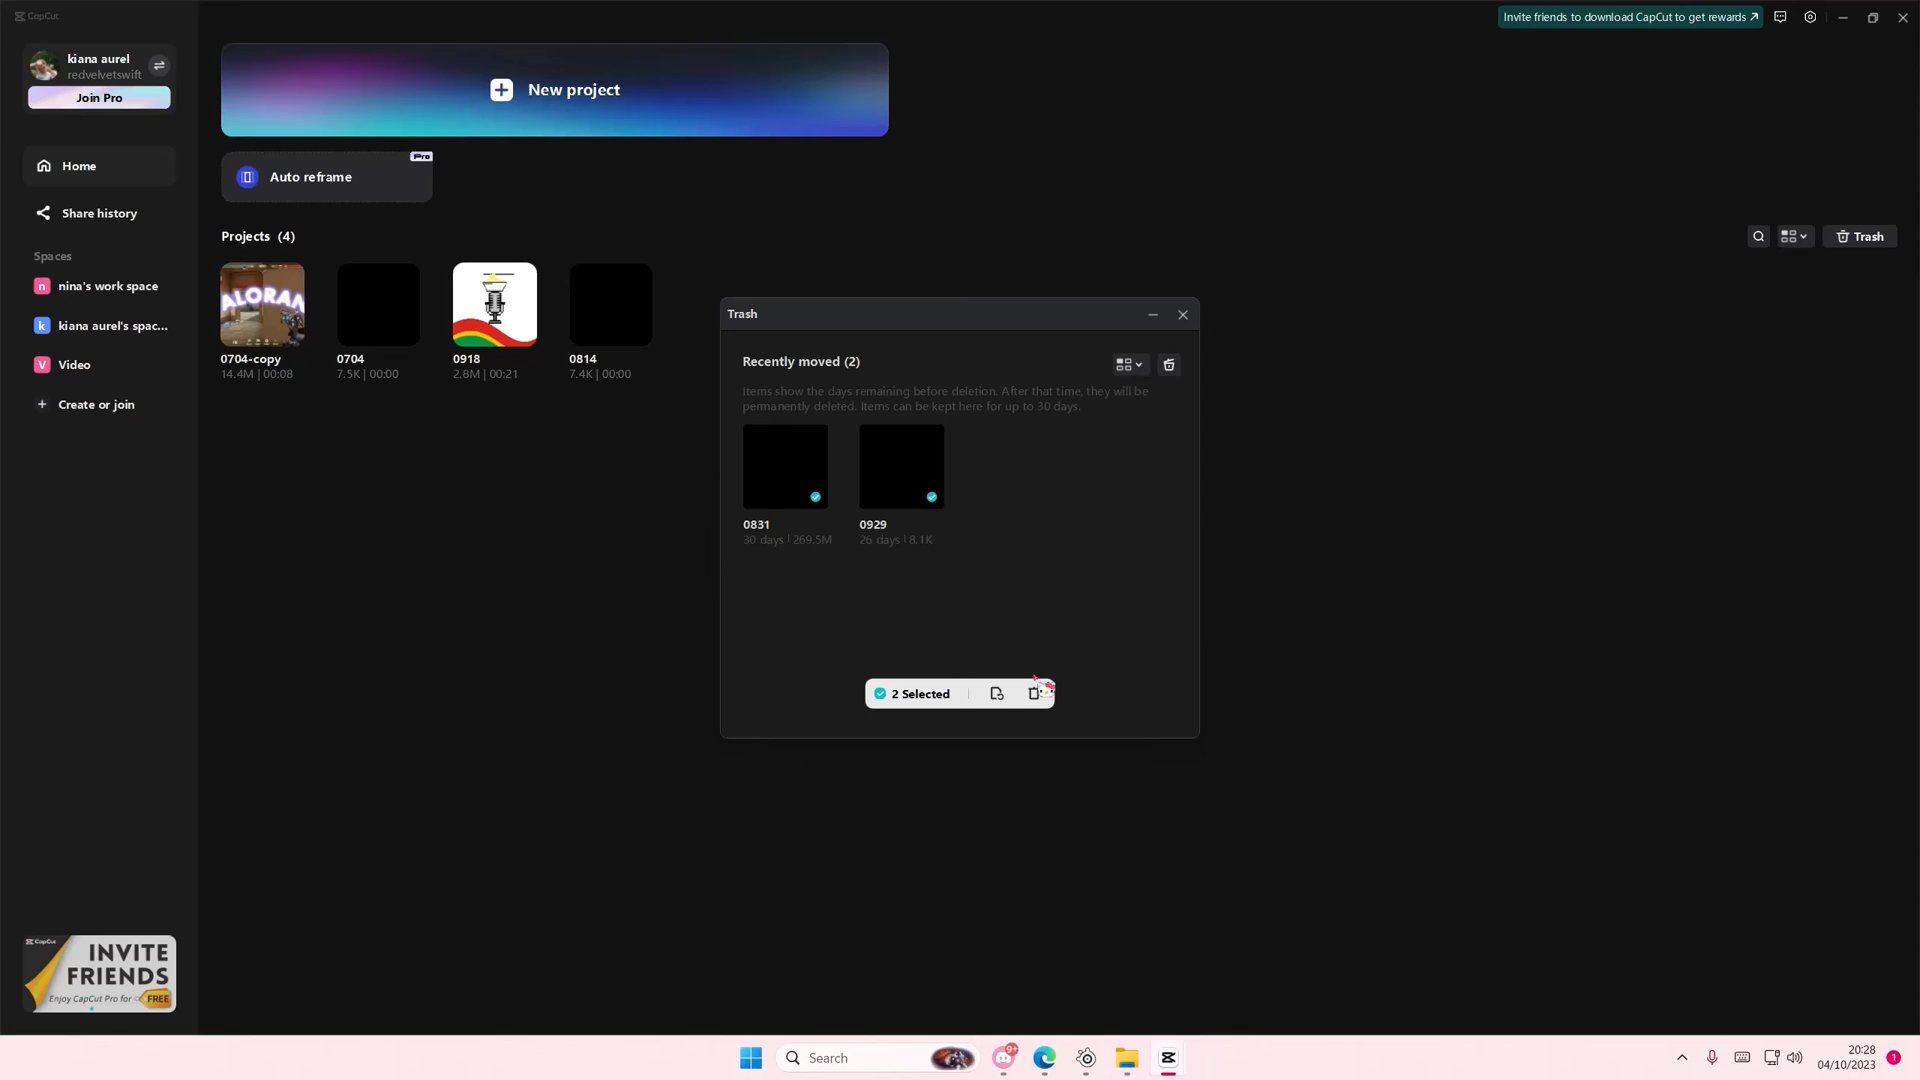 CapCut
Invite friends to download CapCut to get rewards
kiana aurel
redvelvetswift
Join Pro
New project
Pro
Auto reframe
Home
Share history
Spaces
n nina's work space
k kiana aurel's spac...
V Video
+ Create or join
Projects (4)
Trash
ALORAN
0704-copy
14.4M | 00:08
0704
7.5K | 00:00
0918
2.8M | 00:21
0814
7.4K | 00:00
Trash
Recently moved (2)
Items show the days remaining before deletion. After that time, they will be
permanently deleted. Items can be kept here for up to 30 days.
0831
30 days | 269.5M
0929
26 days | 8.1K
2 Selected
CapCut
INVITE
FRIENDS
Enjoy CapCut Pro for FREE
Search
9+
20:28
04/10/2023
1